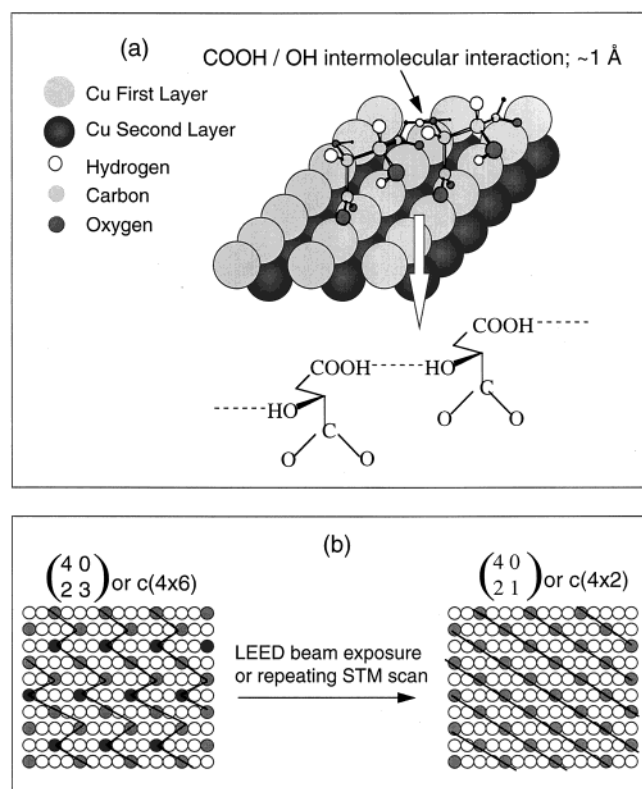 (a)
COOH / OH intermolecular interaction; ~1 Å
Cu First Layer
Cu Second Layer
Hydrogen
Carbon
Oxygen
COOH
HO
COOH
HO
C
O
O
C
O
O
(b)
(4 0
2 3) or c(4x6)
(4 0
2 1) or c(4x2)
LEED beam exposure
or repeating STM scan